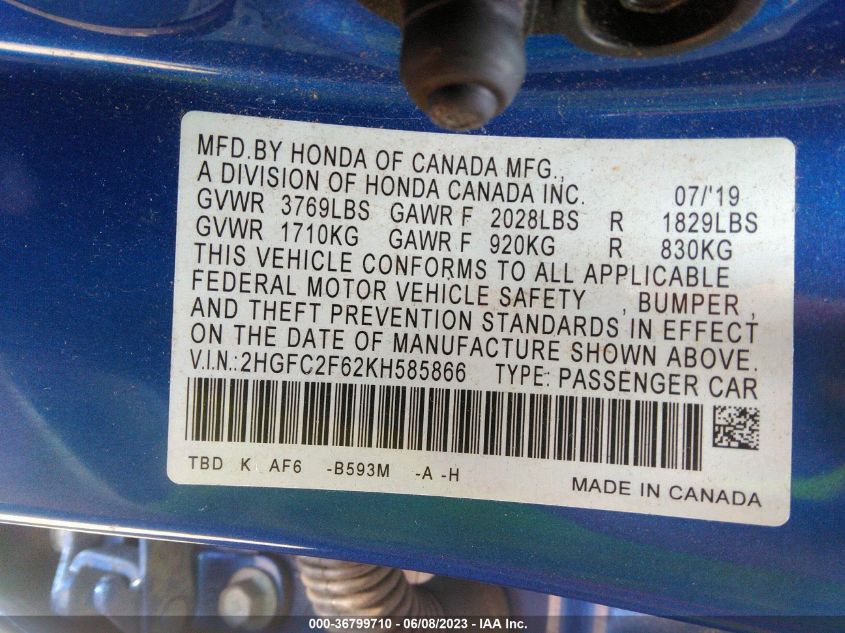 MFD.BY HONDA OF CANADA MFG.,
A DIVISION OF HONDA CANADA INC. 07/'19
GVWR 3769LBS GAWR F 2028LBS R 1829LBS
GVWR 1710KG GAWR F 920KG R 830KG
THIS VEHICLE CONFORMS TO ALL APPLICABLE
FEDERAL MOTOR VEHICLE SAFETY , BUMPER ,
AND THEFT PREVENTION STANDARDS IN EFFECT
ON THE DATE OF MANUFACTURE SHOWN ABOVE.
V.I.N.:2HGFC2F62KH585866 TYPE: PASSENGER CAR
TBD K AF6 -B593M -A -H
MADE IN CANADA
000-36799710 — 06/08/2023 — IAA Inc.